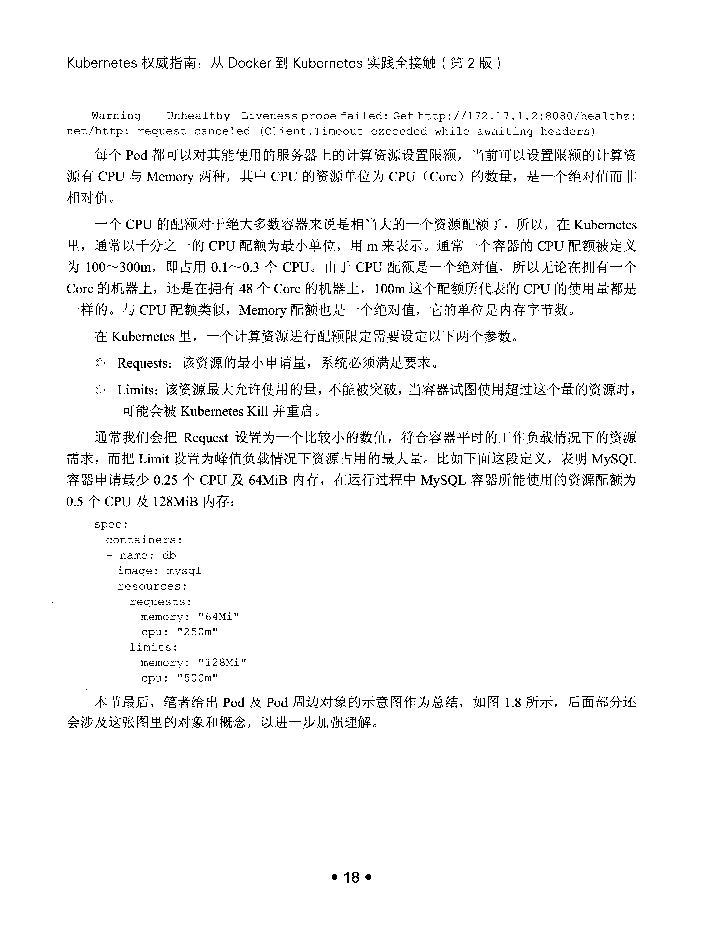 Kubernetes 权威指南：从 Docker 到 Kubernetes 实践全接触（第 2 版）
Warning Unhealthy Liveness probe failed: Get http://172.17.1.2:8080/healthz:
net/http: request canceled (Client.Timeout exceeded while awaiting headers)
每个 Pod 都可以对其能使用的服务器上的计算资源设置限额，当前可以设置限额的计算资
源有 CPU 与 Memory 两种，其中 CPU 的资源单位为 CPU（Core）的数量，是一个绝对值而非
相对值。
一个 CPU 的配额对于绝大多数容器来说是相当大的一个资源配额了，所以，在 Kubernetes
里，通常以千分之一的 CPU 配额为最小单位，用 m 来表示。通常一个容器的 CPU 配额被定义
为 100～300m，即占用 0.1～0.3 个 CPU。由于 CPU 配额是一个绝对值，所以无论在拥有一个
Core 的机器上，还是在拥有 48 个 Core 的机器上，100m 这个配额所代表的 CPU 的使用量都是
一样的。与 CPU 配额类似，Memory 配额也是一个绝对值，它的单位是内存字节数。
在 Kubernetes 里，一个计算资源进行配额限定需要设定以下两个参数。
Requests：该资源的最小申请量，系统必须满足要求。
Limits：该资源最大允许使用的量，不能被突破，当容器试图使用超过这个量的资源时，
可能会被 Kubernetes Kill 并重启。
通常我们会把 Request 设置为一个比较小的数值，符合容器平时的工作负载情况下的资源
需求，而把 Limit 设置为峰值负载情况下资源占用的最大量。比如下面这段定义，表明 MySQL
容器申请最少 0.25 个 CPU 及 64MiB 内存，在运行过程中 MySQL 容器所能使用的资源配额为
0.5 个 CPU 及 128MiB 内存：
spec:
containers:
- name: db
image: mysql
resources:
requests:
memory: "64Mi"
cpu: "250m"
limits:
memory: "128Mi"
cpu: "500m"
本节最后，笔者给出 Pod 及 Pod 周边对象的示意图作为总结，如图 1.8 所示，后面部分还
会涉及这张图里的对象和概念，以进一步加强理解。
• 18 •